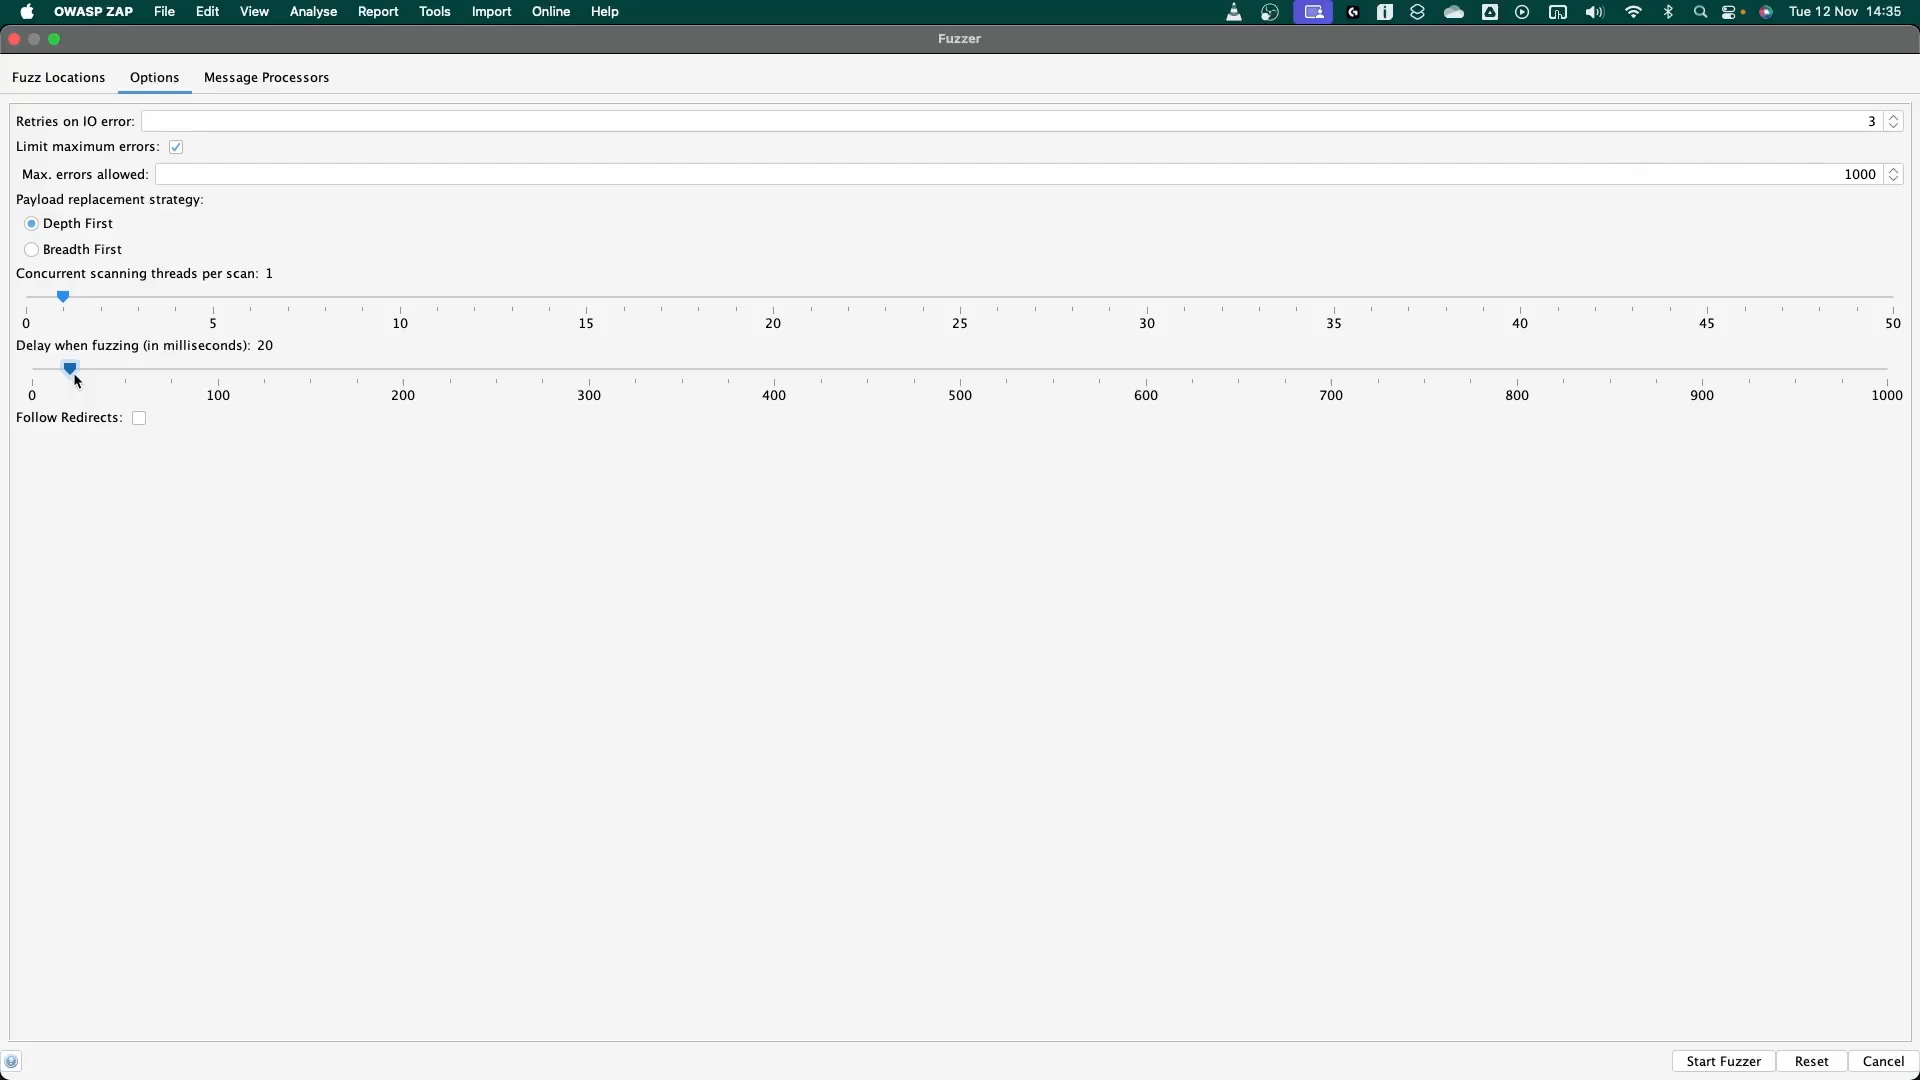 OWASP ZAP File Edit View Analyse Report Tools Import Online Help Tue 12 Nov 14:35
Fuzzer
Fuzz Locations Options Message Processors
Retries on IO error: 3
Limit maximum errors:
Max. errors allowed: 1000
Payload replacement strategy:
Depth First
Breadth First
Concurrent scanning threads per scan: 1
0 5 10 15 20 25 30 35 40 45 50
Delay when fuzzing (in milliseconds): 20
0 100 200 300 400 500 600 700 800 900 1000
Follow Redirects:
Start Fuzzer Reset Cancel